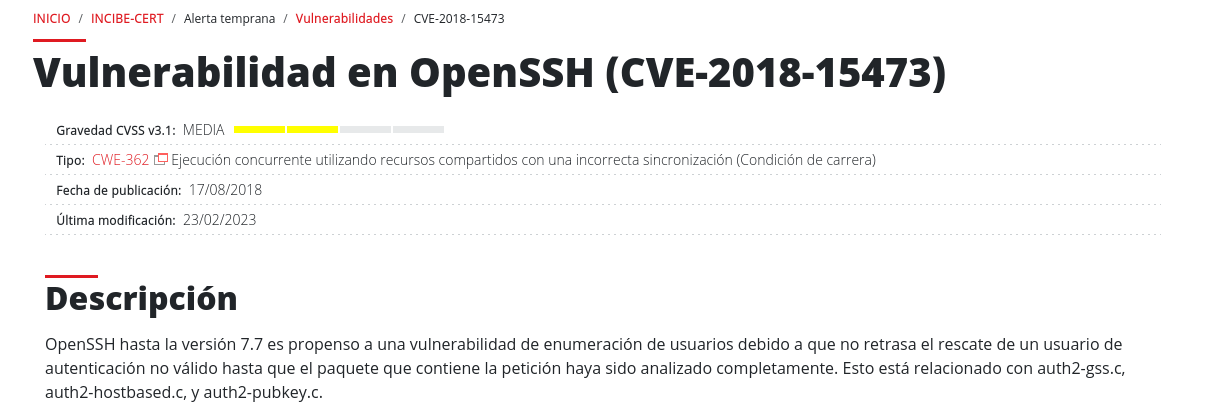 INICIO / INCIBE-CERT / Alerta temprana / Vulnerabilidades / CVE-2018-15473
Vulnerabilidad en OpenSSH (CVE-2018-15473)
Gravedad CVSS v3.1: MEDIA
Tipo: CWE-362 Ejecución concurrente utilizando recursos compartidos con una incorrecta sincronización (Condición de carrera)
Fecha de publicación: 17/08/2018
Última modificación: 23/02/2023
Descripción
OpenSSH hasta la versión 7.7 es propenso a una vulnerabilidad de enumeración de usuarios debido a que no retrasa el rescate de un usuario de
autenticación no válido hasta que el paquete que contiene la petición haya sido analizado completamente. Esto está relacionado con auth2-gss.c,
auth2-hostbased.c, y auth2-pubkey.c.